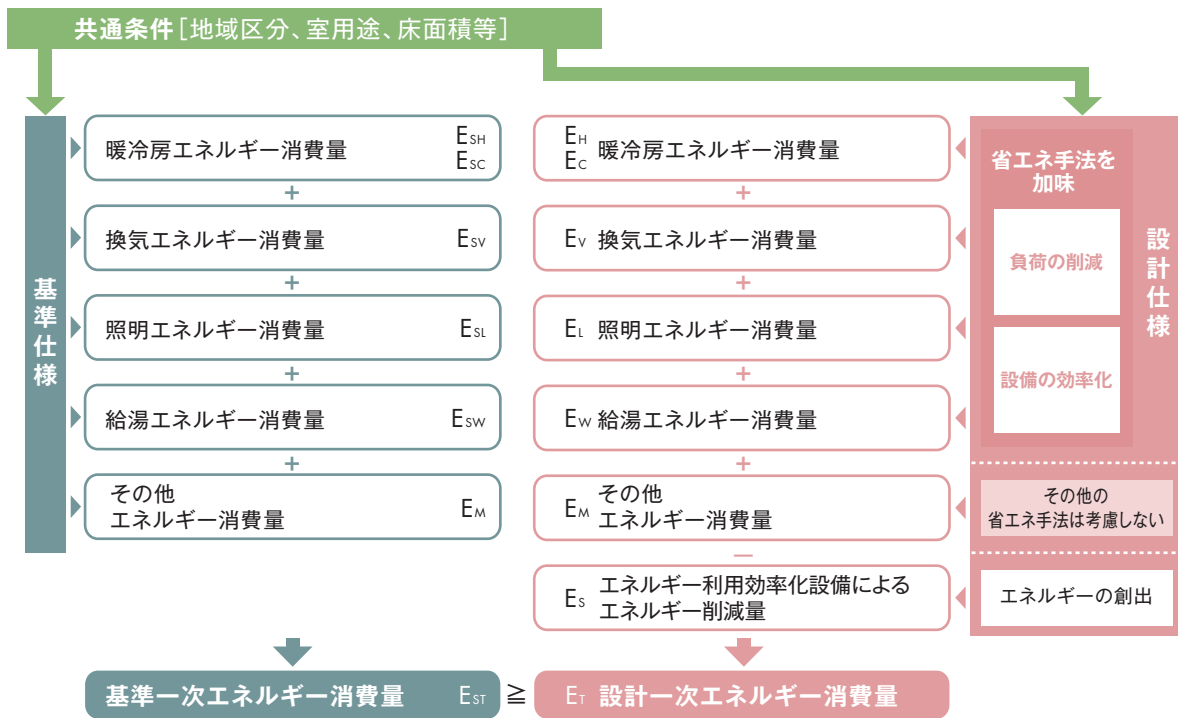 共通条件[地域区分、室用途、床面積等]
基準仕様
暖冷房エネルギー消費量 ESH ESC
+
換気エネルギー消費量 ESV
+
照明エネルギー消費量 ESL
+
給湯エネルギー消費量 ESW
+
その他
エネルギー消費量 EM
EH EC 暖冷房エネルギー消費量
+
EV 換気エネルギー消費量
+
EL 照明エネルギー消費量
+
EW 給湯エネルギー消費量
+
EM その他
エネルギー消費量
−
ES エネルギー利用効率化設備による
エネルギー削減量
設計仕様
省エネ手法を
加味
負荷の削減
設備の効率化
その他の
省エネ手法は考慮しない
エネルギーの創出
基準一次エネルギー消費量 EST ≧ ET 設計一次エネルギー消費量